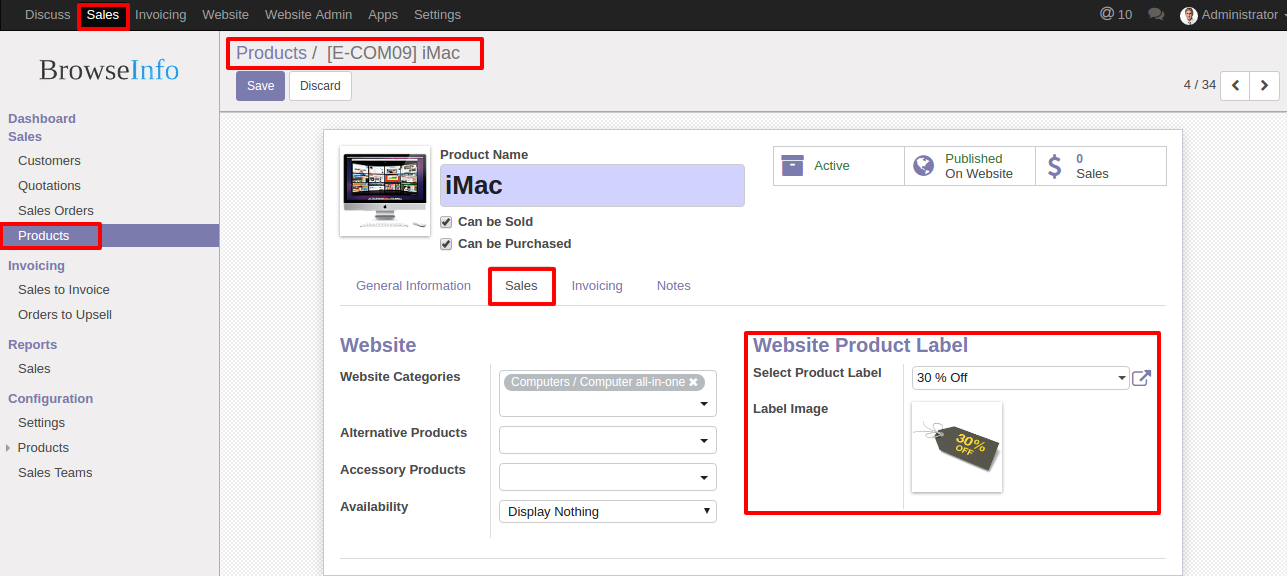 Discuss Sales Invoicing Website Website Admin Apps Settings @ 10 Administrator
BrowseInfo
Dashboard
Sales
Customers
Quotations
Sales Orders
Products
Invoicing
Sales to Invoice
Orders to Upsell
Reports
Sales
Configuration
Settings
Products
Sales Teams
Products / [E-COM09] iMac
Save Discard
4 / 34
Product Name
iMac
Can be Sold
Can be Purchased
Active
Published
On Website
$ 0
Sales
General Information Sales Invoicing Notes
Website
Website Categories
Computers / Computer all-in-one ✖
Alternative Products
Accessory Products
Availability
Display Nothing
Website Product Label
Select Product Label
30 % Off
Label Image
30%
OFF